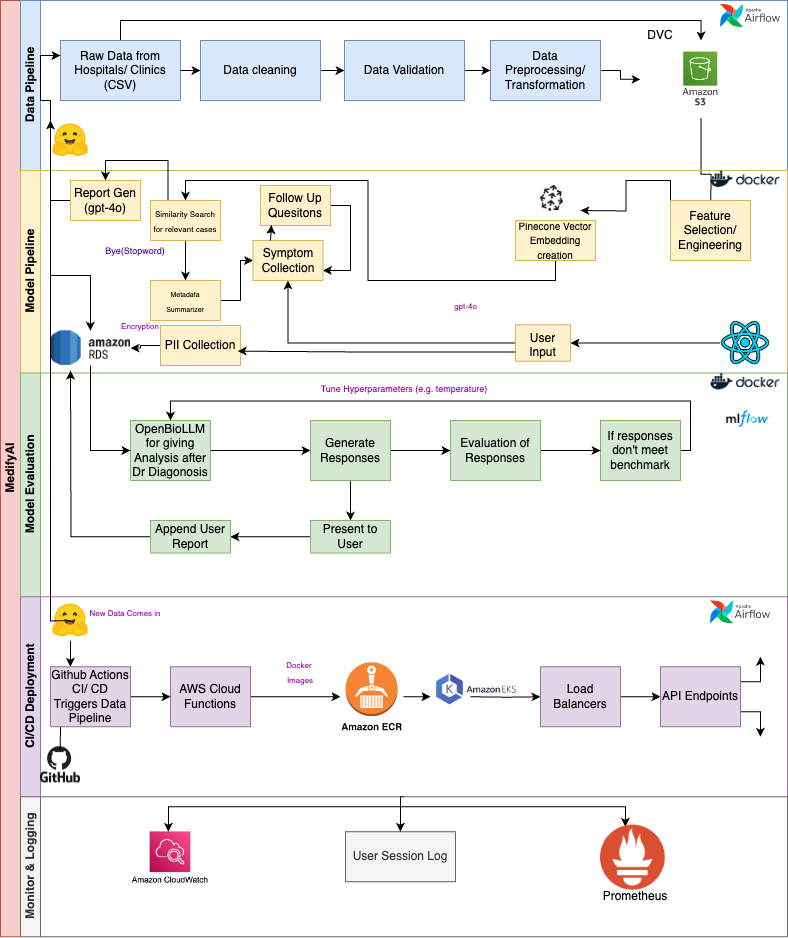 MedifyAI
Data Pipeline
Raw Data from
Hospitals/ Clinics
(CSV)
Data cleaning
Data Validation
Data
Preprocessing/
Transformation
DVC
Apache
Airflow
Amazon
S3
Model Pipeline
Report Gen
(gpt-4o)
Similarity Search
for relevant cases
Follow Up
Quesitons
Symptom
Collection
Bye(Stopword)
Metadata
Summarizer
Pinecone Vector
Embedding
creation
docker
Feature
Selection/
Engineering
gpt-4o
Encryption
amazon
RDS
PII Collection
User
Input
Model Evaluation
docker
mlflow
Tune Hyperparameters (e.g. temperature)
OpenBioLLM
for giving
Analysis after
Dr Diagonosis
Generate
Responses
Evaluation of
Responses
If responses
don't meet
benchmark
Append User
Report
Present to
User
CI/CD Deployment
New Data Comes in
Apache
Airflow
Github Actions
CI/ CD
Triggers Data
Pipeline
AWS Cloud
Functions
Docker
Images
Amazon ECR
K
Amazon EKS
Load
Balancers
API Endpoints
GitHub
Monitor & Logging
Amazon CloudWatch
User Session Log
Prometheus